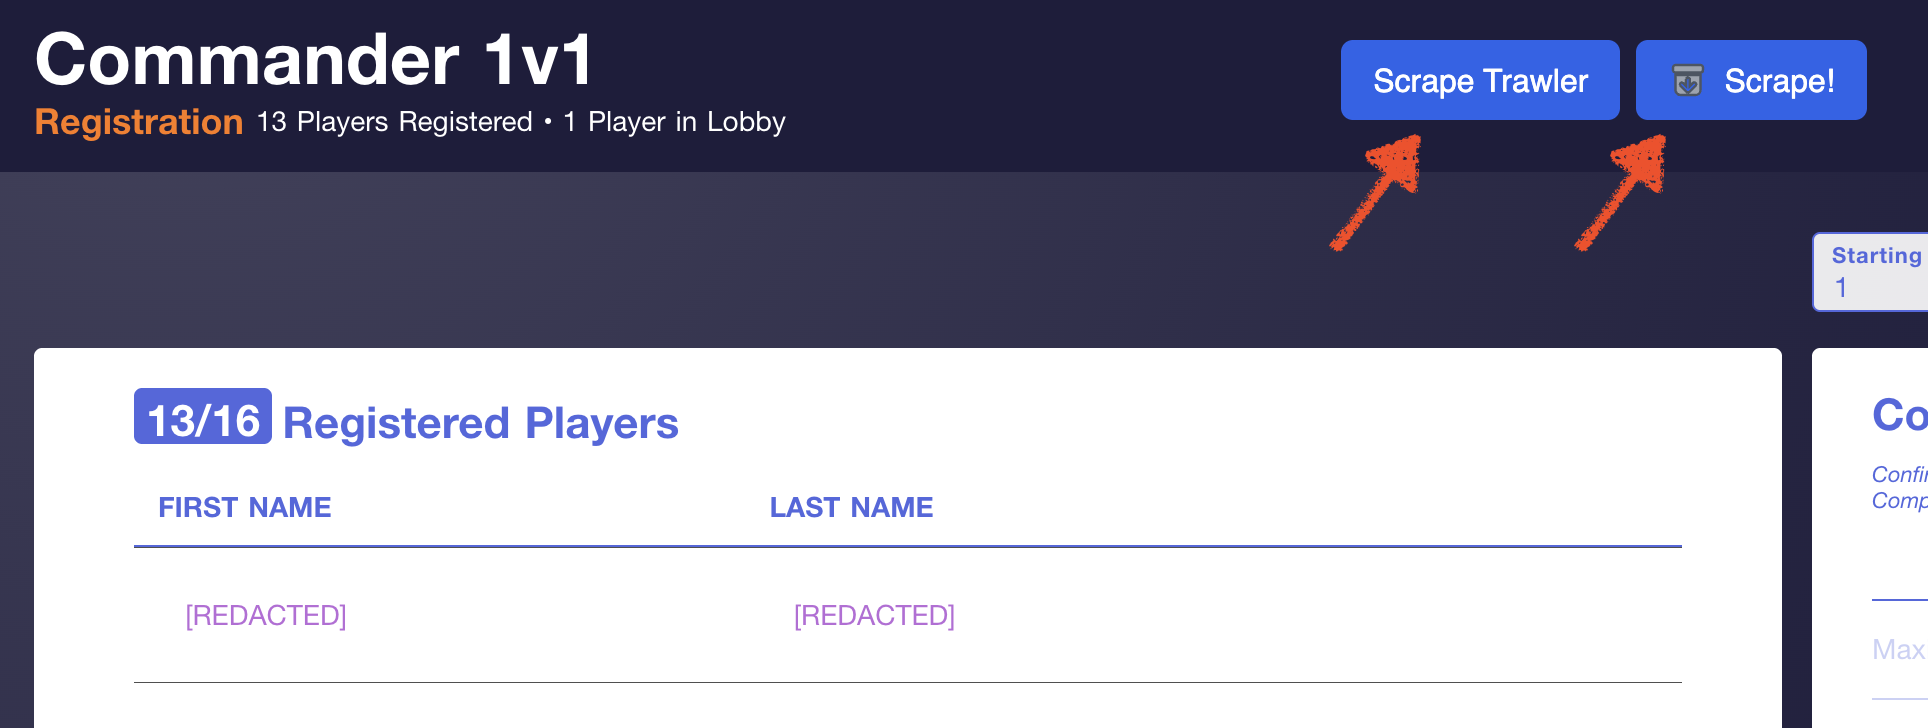 Commander 1v1
Registration 13 Players Registered • 1 Player in Lobby
Scrape Trawler
Scrape!
Starting
1
13/16 Registered Players
FIRST NAME LAST NAME
[REDACTED] [REDACTED]
Co
Confir
Comp
Max